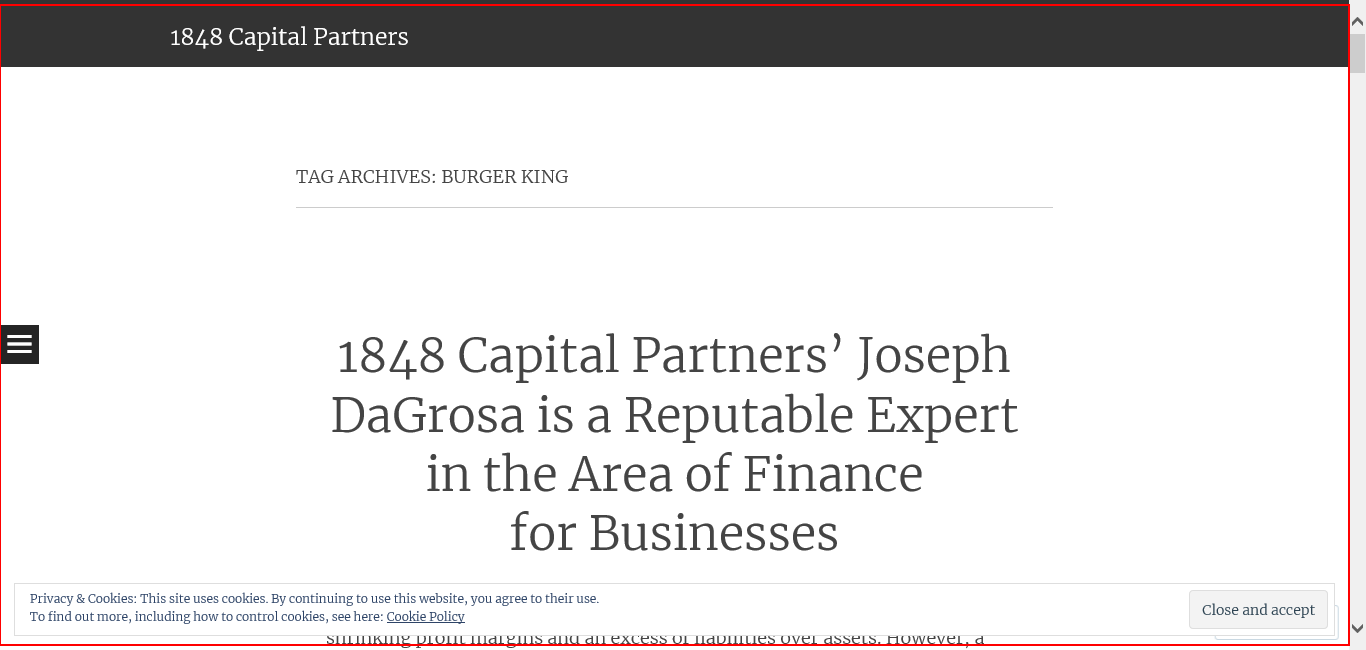 1848 Capital Partners
TAG ARCHIVES: BURGER KING
1848 Capital Partners’ Joseph
DaGrosa is a Reputable Expert
in the Area of Finance
for Businesses
Privacy & Cookies: This site uses cookies. By continuing to use this website, you agree to their use.
To find out more, including how to control cookies, see here: Cookie Policy
Close and accept
shrinking profit margins and an excess of liabilities over assets. However, a